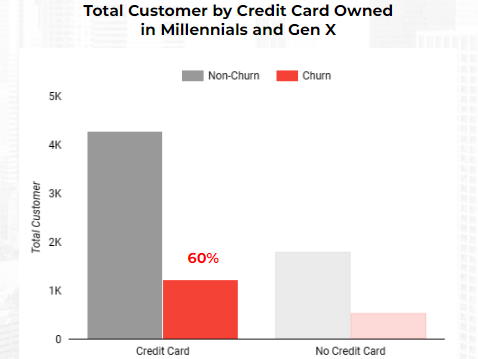 Total Customer by Credit Card Owned
in Millennials and Gen X
Non-Churn
Churn
5K
4K
3K
2K
1K
0
Total Customer
60%
Credit Card
No Credit Card